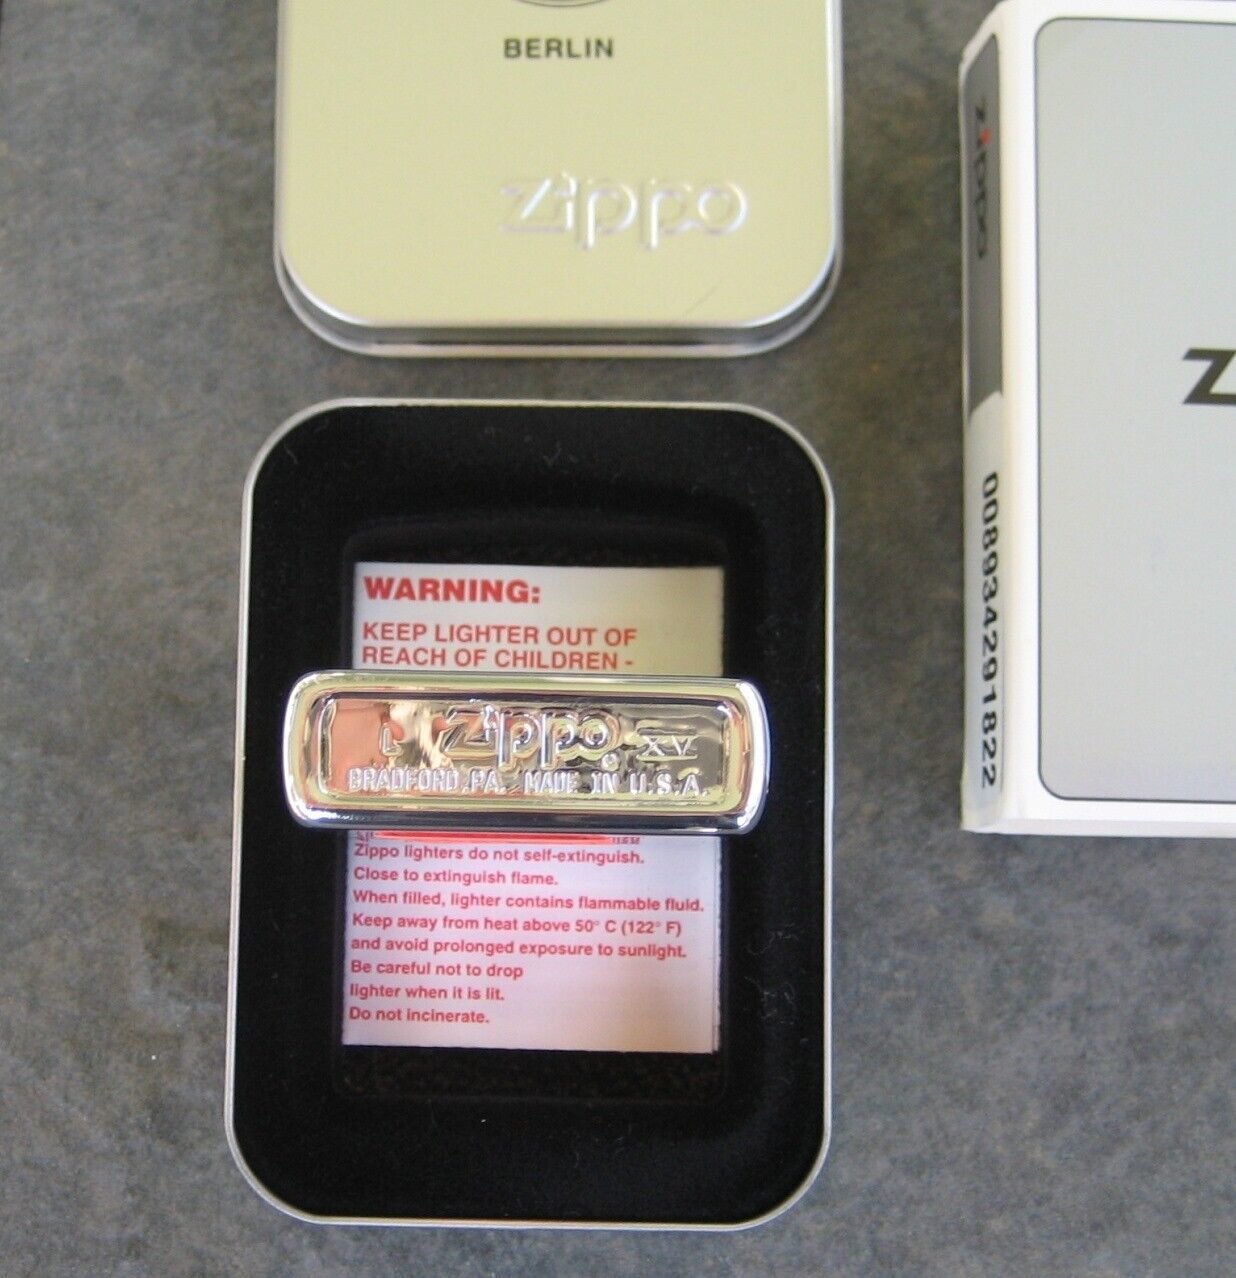 BERLIN
Zippo
zippo
008934291822
WARNING:
KEEP LIGHTER OUT OF
REACH OF CHILDREN -
L Zippo XV
BRADFORD, PA. MADE IN U.S.A.
Zippo lighters do not self-extinguish.
Close to extinguish flame.
When filled, lighter contains flammable fluid.
Keep away from heat above 50° C (122° F)
and avoid prolonged exposure to sunlight.
Be careful not to drop
lighter when it is lit.
Do not incinerate.